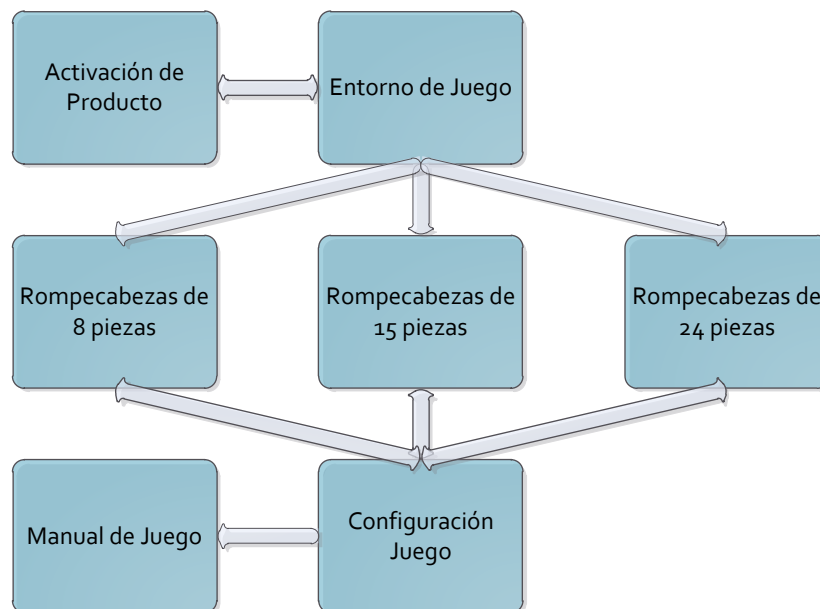 Activación de
Producto
Entorno de Juego
Rompecabezas de
8 piezas
Rompecabezas de
15 piezas
Rompecabezas de
24 piezas
Manual de Juego
Configuración
Juego